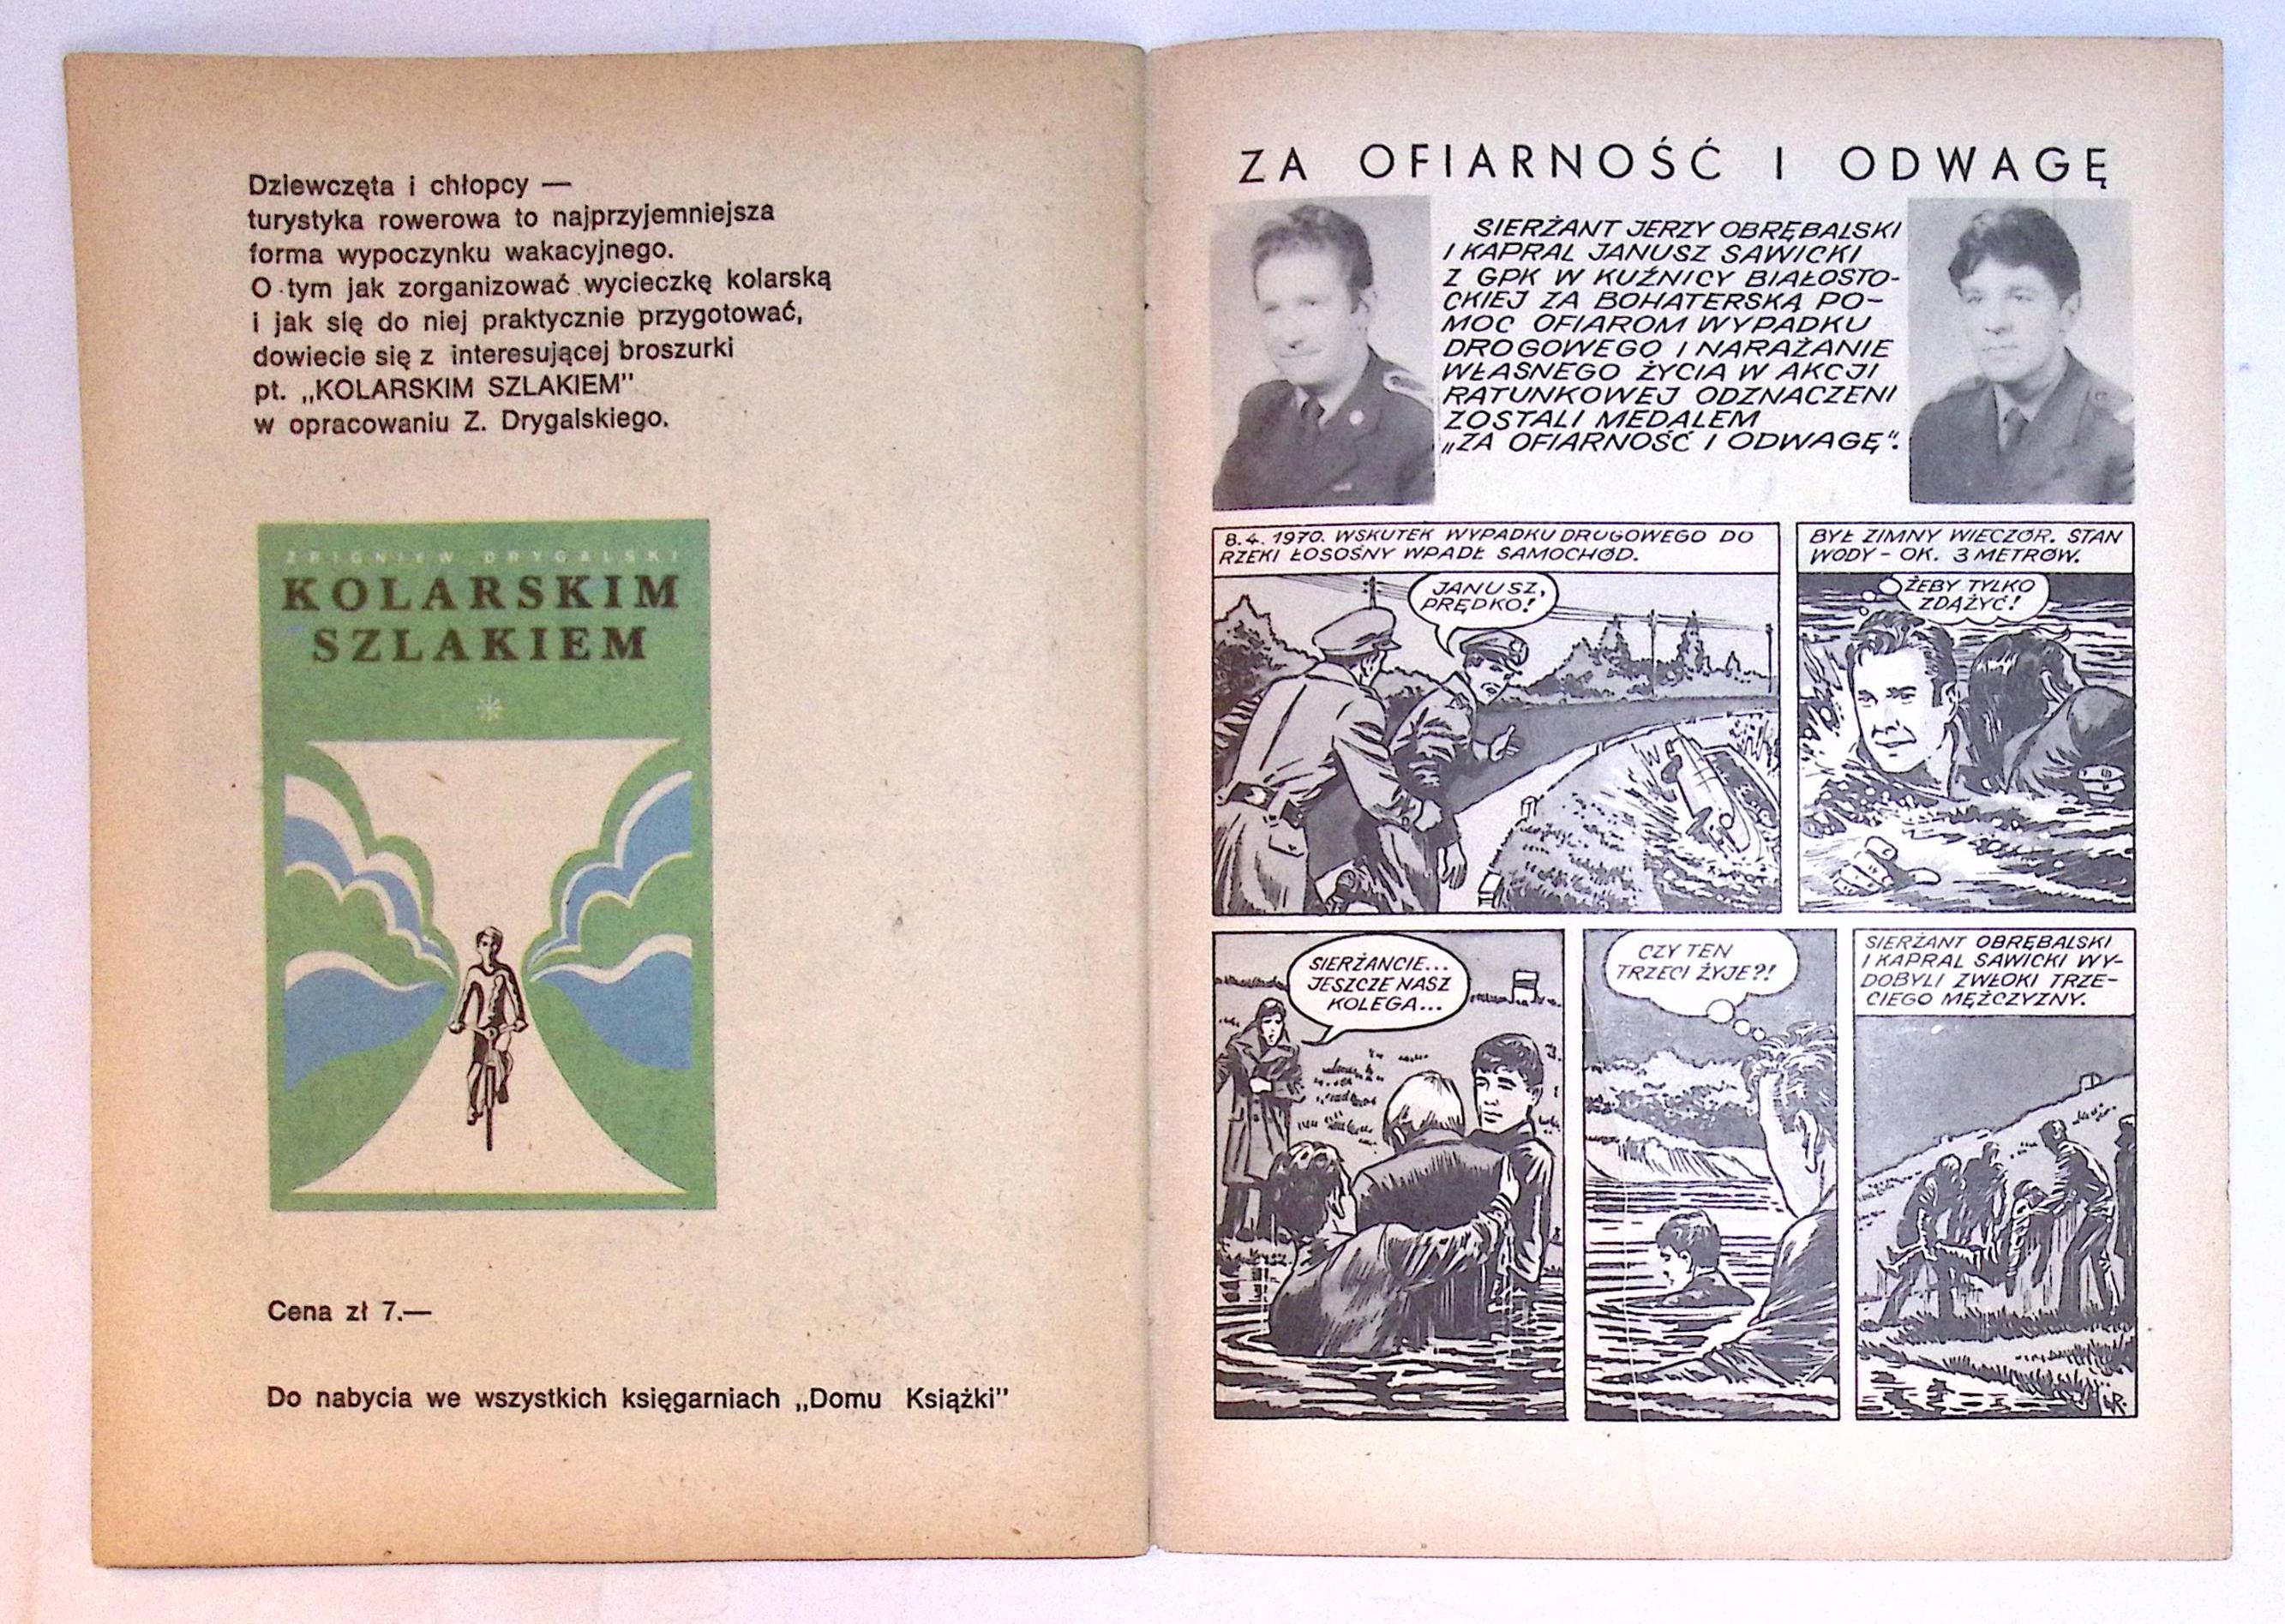 Dziewczęta i chłopcy —
turystyka rowerowa to najprzyjemniejsza
forma wypoczynku wakacyjnego.
O tym jak zorganizować wycieczkę kolarską
i jak się do niej praktycznie przygotować,
dowiecie się z interesującej broszurki
pt. „KOLARSKIM SZLAKIEM”
w opracowaniu Z. Drygalskiego.
ZBIGNIEW DRYGALSKI
KOLARSKIM
SZLAKIEM
Cena zł 7.—
Do nabycia we wszystkich księgarniach „Domu Książki”
ZA OFIARNOŚĆ I ODWAGĘ
SIERŻANT JERZY OBRĘBALSKI
I KAPRAL JANUSZ SAWICKI
Z GPK W KUŹNICY BIAŁOSTO-
CKIEJ ZA BOHATERSKĄ PO-
MOC OFIAROM WYPADKU
DROGOWEGO I NARAŻANIE
WŁASNEGO ŻYCIA W AKCJI
RATUNKOWEJ ODZNACZENI
ZOSTALI MEDALEM
„ZA OFIARNOŚĆ I ODWAGĘ”.
8.4. 1970. WSKUTEK WYPADKU DROGOWEGO DO
RZEKI ŁOSOŚNY WPADŁ SAMOCHÓD.
JANUSZ,
PRĘDKO!
BYŁ ZIMNY WIECZÓR. STAN
WODY - OK. 3 METRÓW.
ŻEBY TYLKO
ZDĄŻYĆ!
SIERŻANCIE...
JESZCZE NASZ
KOLEGA...
CZY TEN
TRZECI ŻYJE?!
SIERŻANT OBRĘBALSKI
I KAPRAL SAWICKI WY-
DOBYLI ZWŁOKI TRZE-
CIEGO MĘŻCZYZNY.